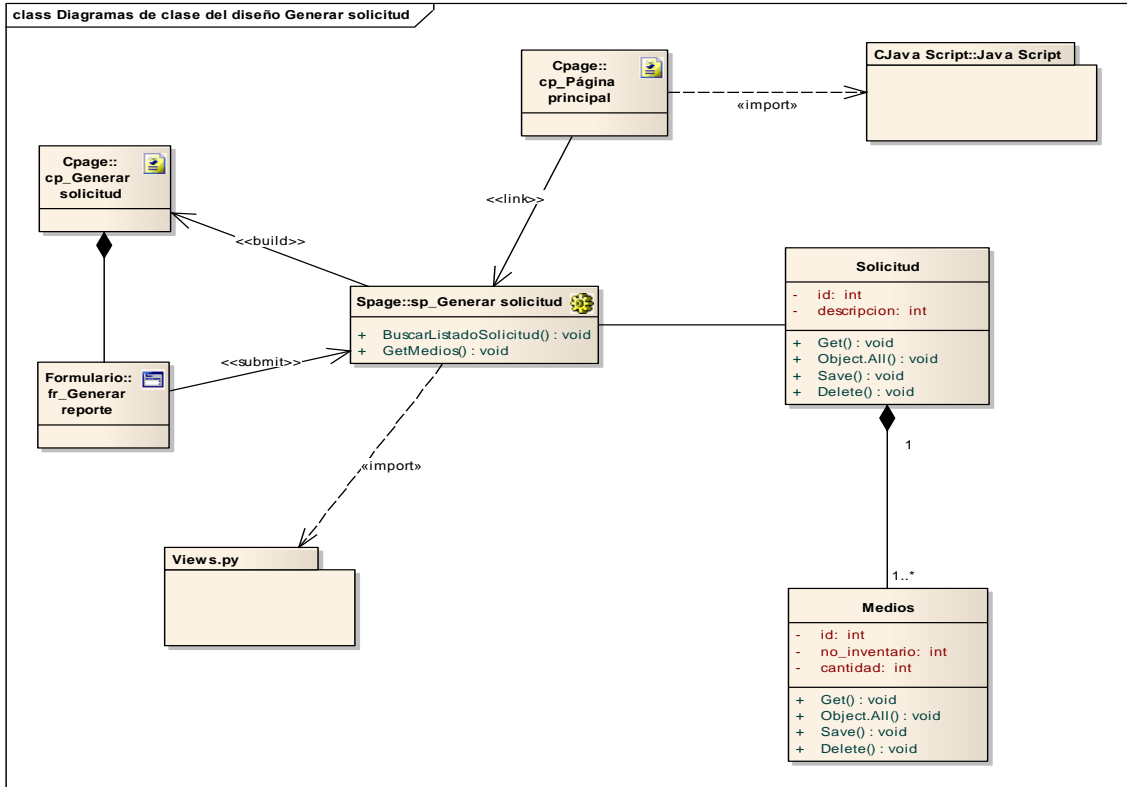 class Diagramas de clase del diseño Generar solicitud
Cpage::
cp_Página
principal
CJava Script::Java Script
«import»
Cpage::
cp_Generar
solicitud
<<link>>
<<build>>
Spage::sp_Generar solicitud
+ BuscarListadoSolicitud() : void
+ GetMedios() : void
Solicitud
- id: int
- descripcion: int
+ Get() : void
+ Object.All() : void
+ Save() : void
+ Delete() : void
<<submit>>
Formulario::
fr_Generar
reporte
1
«import»
Views.py
1..*
Medios
- id: int
- no_inventario: int
- cantidad: int
+ Get() : void
+ Object.All() : void
+ Save() : void
+ Delete() : void